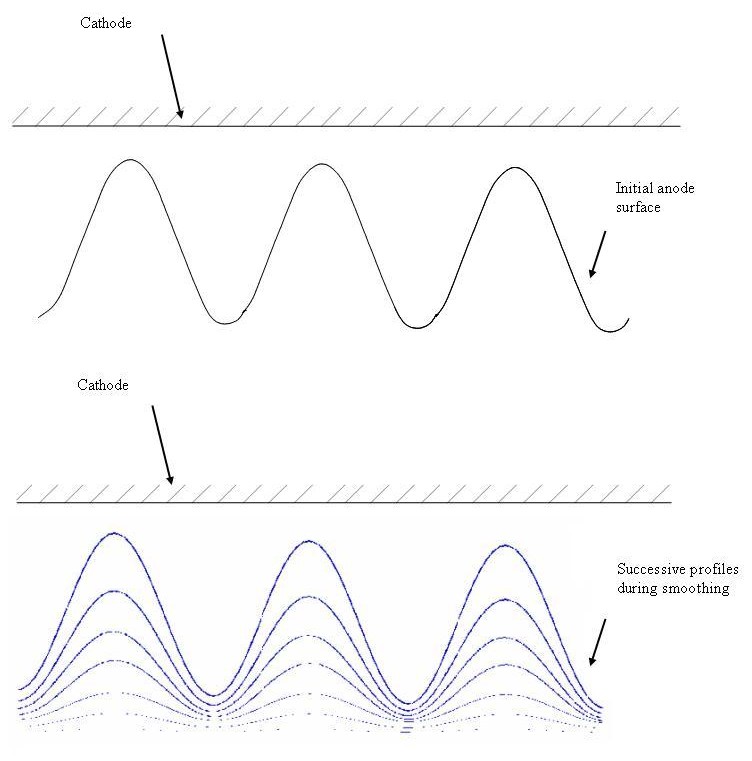 Cathode
Initial anode
surface
Cathode
Successive profiles
during smoothing